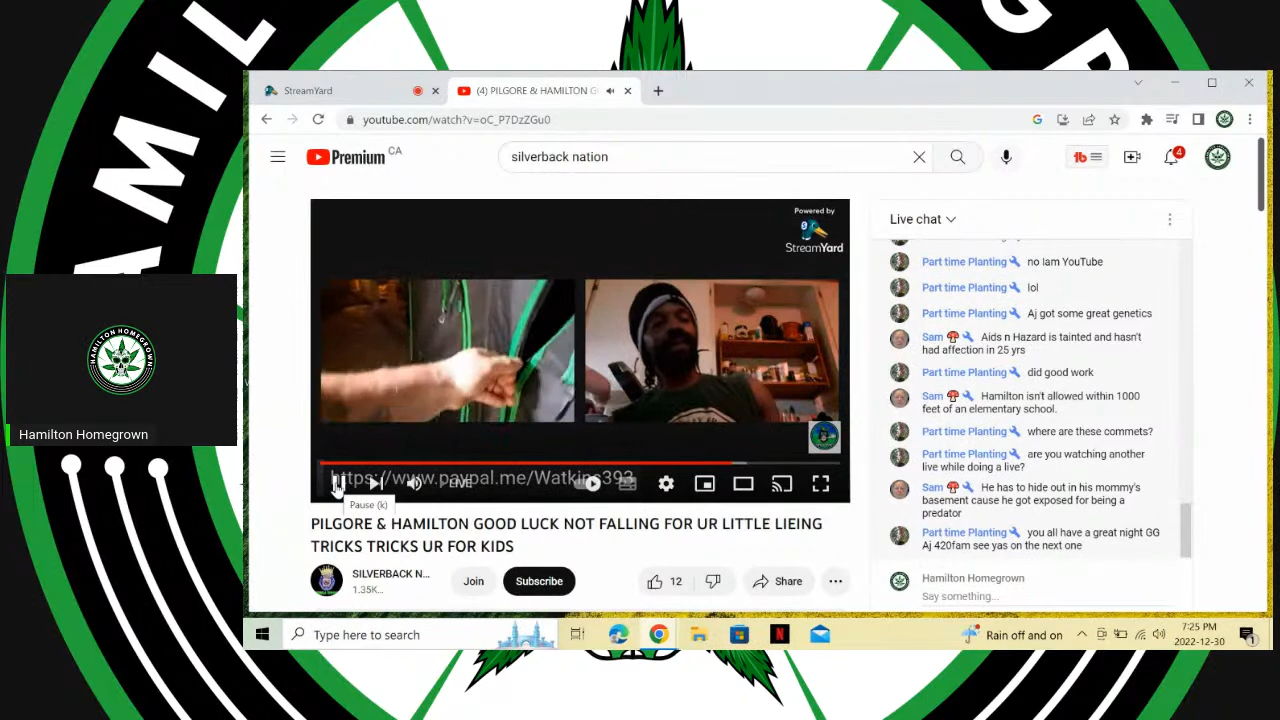 AMIL
GR
StreamYard
(4) PILGORE & HAMILTON G
youtube.com/watch?v=oC_P7DzZGu0
Premium CA
silverback nation
4
Powered by
StreamYard
https://www.paypal.me/Watkins393
LIVE
Pause (k)
PILGORE & HAMILTON GOOD LUCK NOT FALLING FOR UR LITTLE LIEING
TRICKS TRICKS UR FOR KIDS
SILVERBACK N...
1.35K...
Join
Subscribe
12
Share
Live chat
Part time Planting no Iam YouTube
Part time Planting lol
Part time Planting Aj got some great genetics
Sam Aids n Hazard is tainted and hasn't
had affection in 25 yrs
Part time Planting did good work
Sam Hamilton isn't allowed within 1000
feet of an elementary school.
Part time Planting where are these commets?
Part time Planting are you watching another
live while doing a live?
Sam He has to hide out in his mommy's
basement cause he got exposed for being a
predator
Part time Planting you all have a great night GG
Aj 420fam see yas on the next one
Hamilton Homegrown
Say something...
HAMILTON HOMEGROWN
Hamilton Homegrown
Type here to search
Rain off and on
7:25 PM
2022-12-30
1